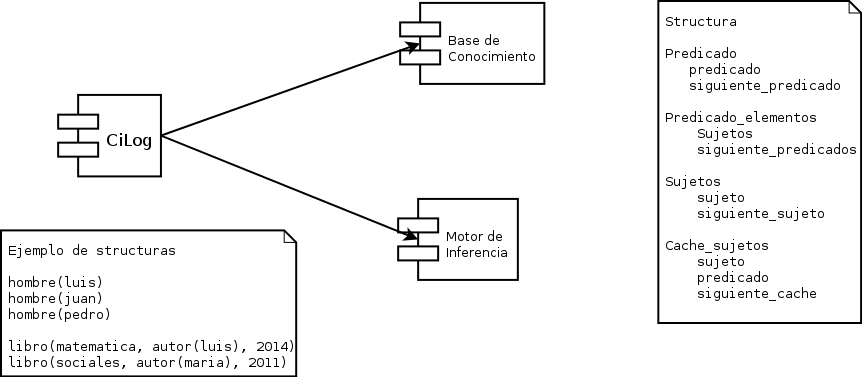 Base de
Conocimiento
CiLog
Motor de
Inferencia
Ejemplo de structuras
hombre(luis)
hombre(juan)
hombre(pedro)
libro(matematica, autor(luis), 2014)
libro(sociales, autor(maria), 2011)
Structura
Predicado
predicado
siguiente_predicado
Predicado_elementos
Sujetos
siguiente_predicados
Sujetos
sujeto
siguiente_sujeto
Cache_sujetos
sujeto
predicado
siguiente_cache